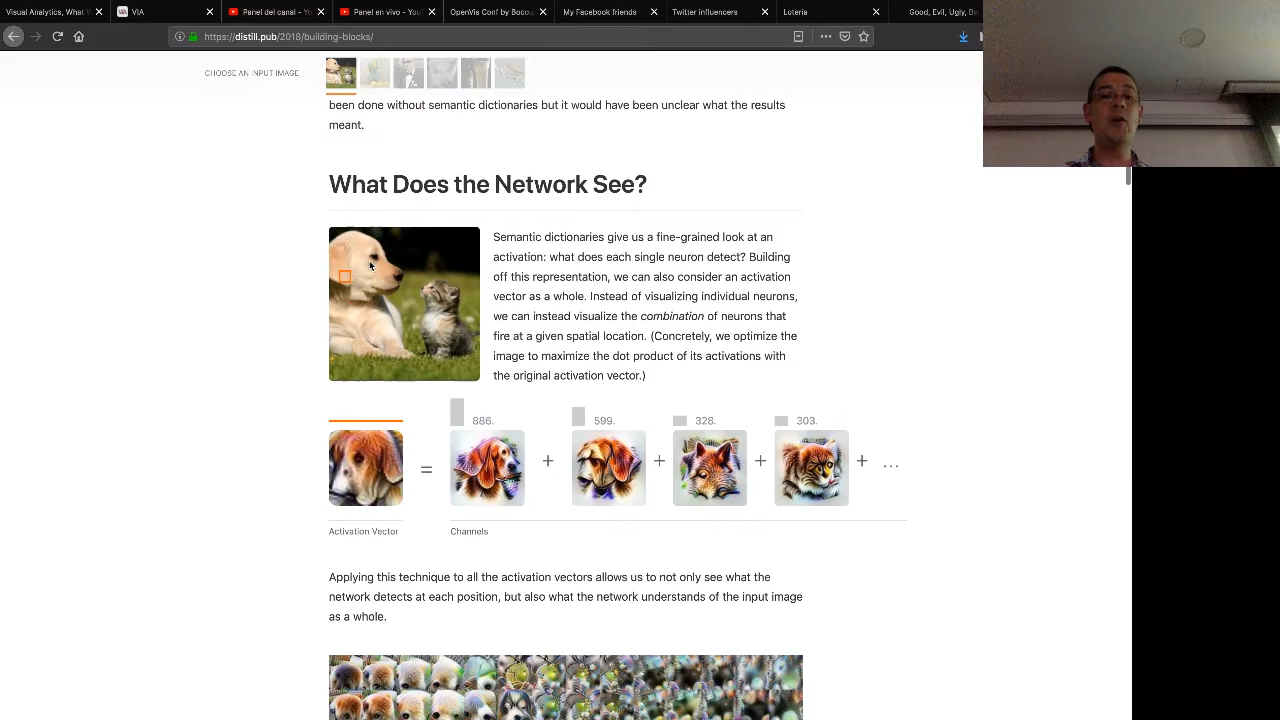 Visual Analytics, What W
VIA
Panel del canal - Yo
Panel en vivo - YouT
OpenVis Conf by Bocou
My Facebook friends
Twitter influencers
Lotería
Good, Evil, Ugly, Be
https://distill.pub/2018/building-blocks/
CHOOSE AN INPUT IMAGE
been done without semantic dictionaries but it would have been unclear what the results
meant.
What Does the Network See?
Semantic dictionaries give us a fine-grained look at an
activation: what does each single neuron detect? Building
off this representation, we can also consider an activation
vector as a whole. Instead of visualizing individual neurons,
we can instead visualize the combination of neurons that
fire at a given spatial location. (Concretely, we optimize the
image to maximize the dot product of its activations with
the original activation vector.)
886.
599.
328.
303.
= + + + + ...
Activation Vector
Channels
Applying this technique to all the activation vectors allows us to not only see what the
network detects at each position, but also what the network understands of the input image
as a whole.